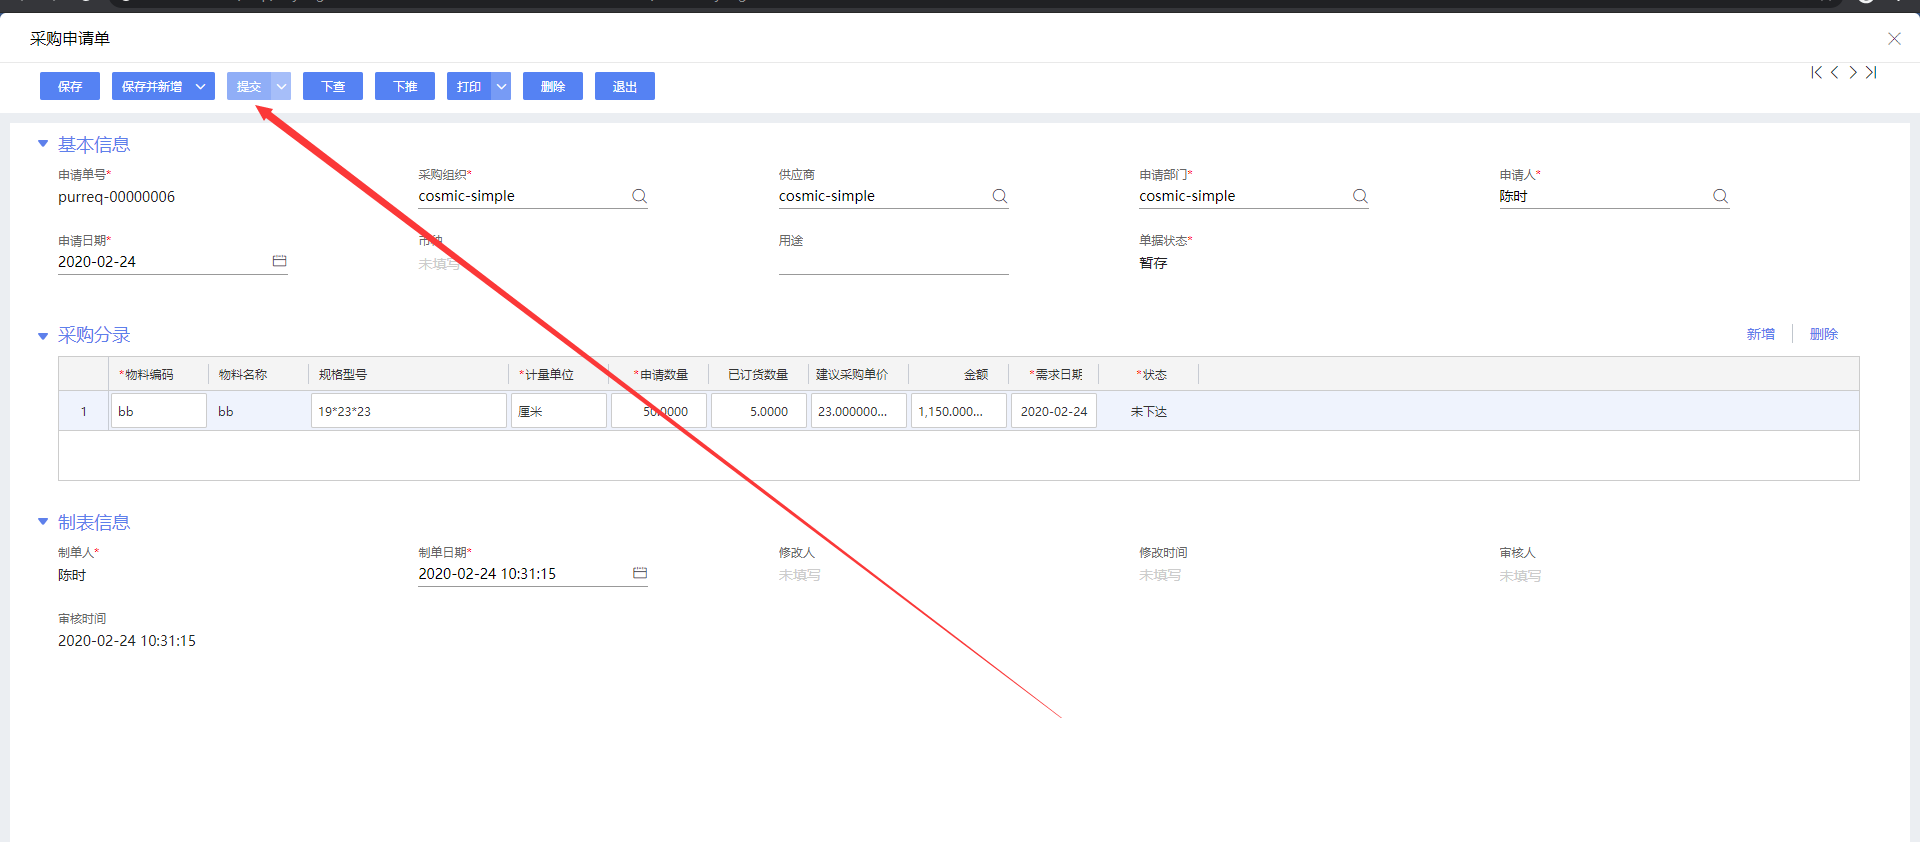 采购申请单
保存 保存并新增 提交 下查 下推 打印 删除 退出
基本信息
申请单号* 采购组织* 供应商 申请部门* 申请人*
purreq-00000006 cosmic-simple cosmic-simple cosmic-simple 陈时
申请日期* 币种 用途 单据状态*
2020-02-24 未填写 暂存
采购分录 新增 删除
*物料编码 物料名称 规格型号 *计量单位 *申请数量 已订货数量 建议采购单价 金额 *需求日期 *状态
1 bb bb 19*23*23 厘米 50.0000 5.0000 23.000000... 1,150.000... 2020-02-24 未下达
制表信息
制单人* 制单日期* 修改人 修改时间 审核人
陈时 2020-02-24 10:31:15 未填写 未填写 未填写
审核时间
2020-02-24 10:31:15